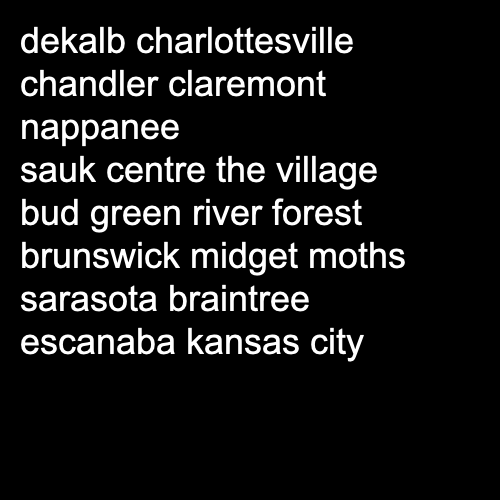 dekalb charlottesville
chandler claremont
nappanee
sauk centre the village
bud green river forest
brunswick midget moths
sarasota braintree
escanaba kansas city